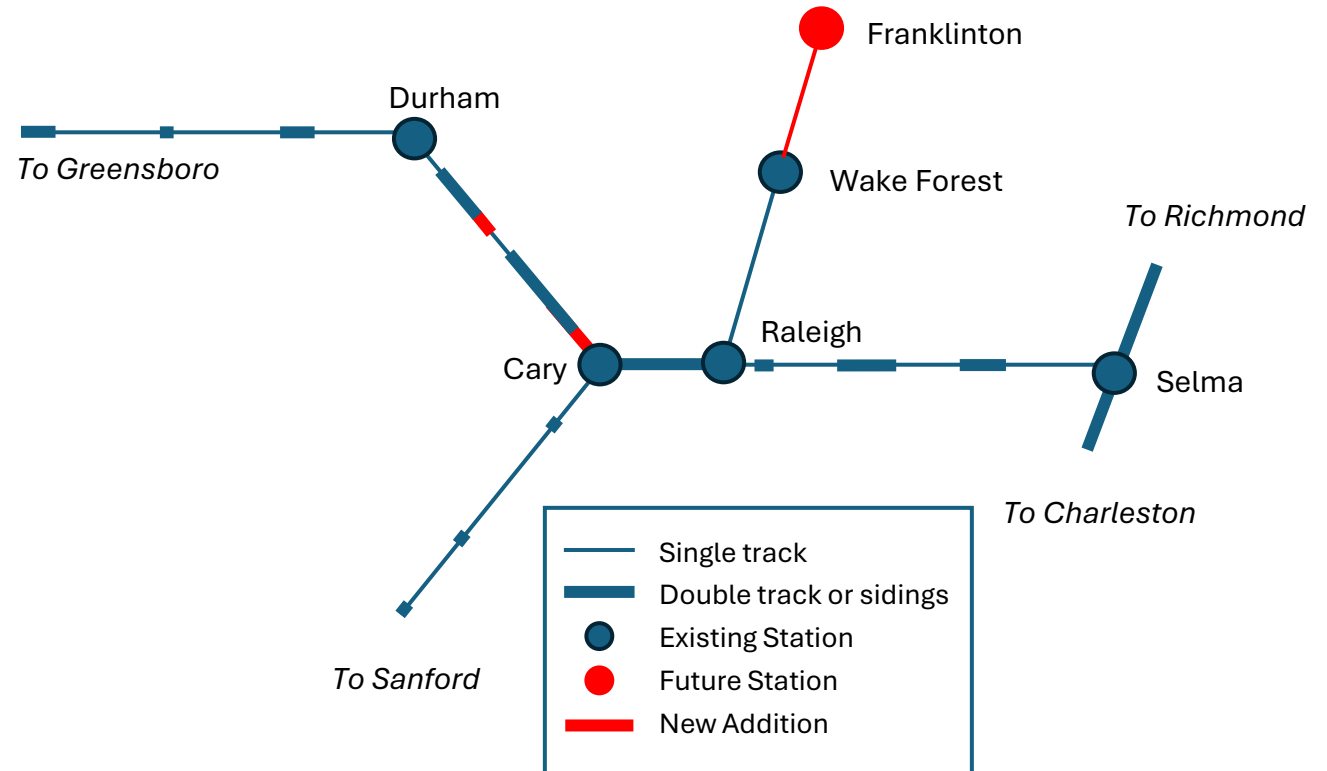 Franklinton
Durham
To Greensboro
Wake Forest
To Richmond
Raleigh
Cary
Selma
To Charleston
To Sanford
Single track
Double track or sidings
Existing Station
Future Station
New Addition